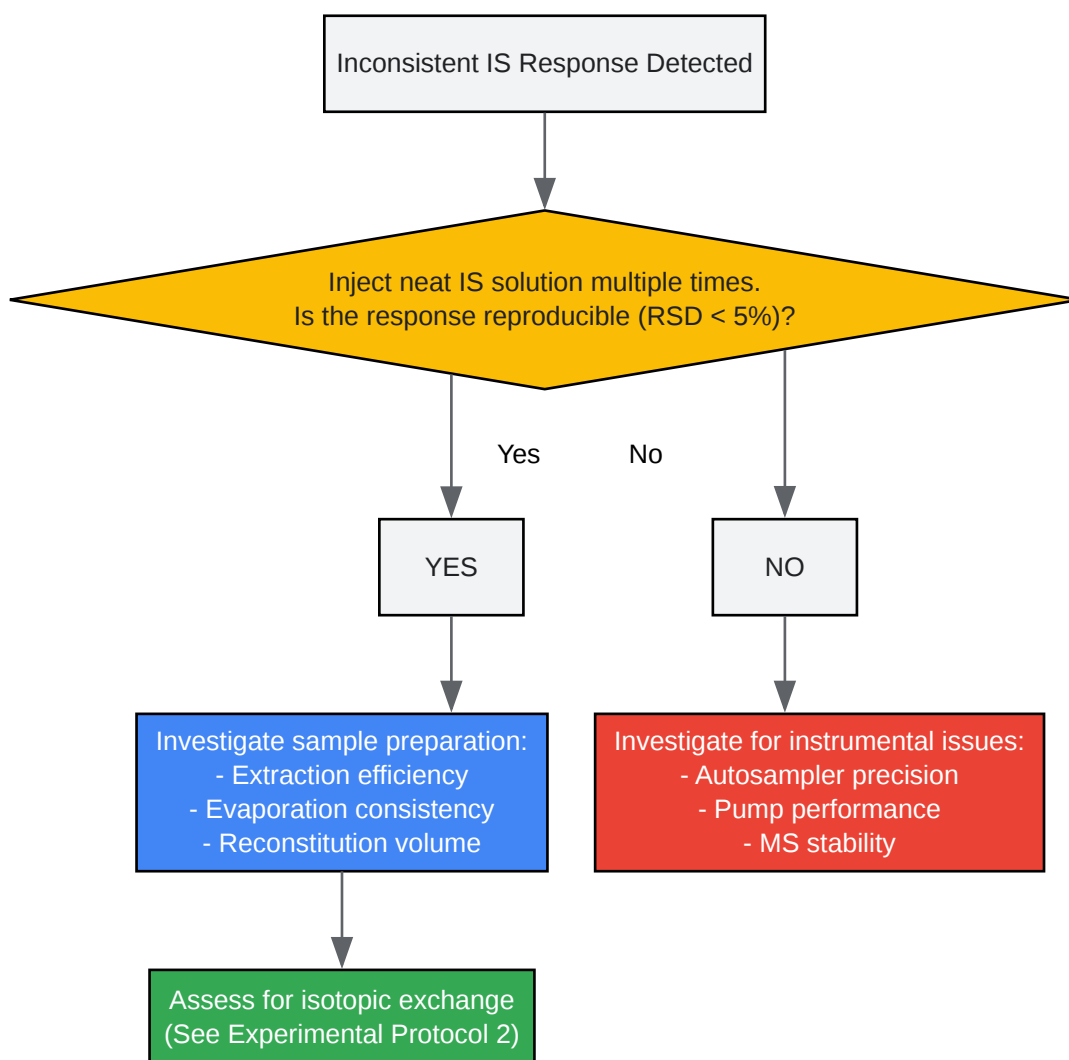 Inconsistent IS Response Detected
Inject neat IS solution multiple times.
Is the response reproducible (RSD < 5%)?
Yes
No
YES
NO
Investigate sample preparation:
- Extraction efficiency
- Evaporation consistency
- Reconstitution volume
Investigate for instrumental issues:
- Autosampler precision
- Pump performance
- MS stability
Assess for isotopic exchange
(See Experimental Protocol 2)